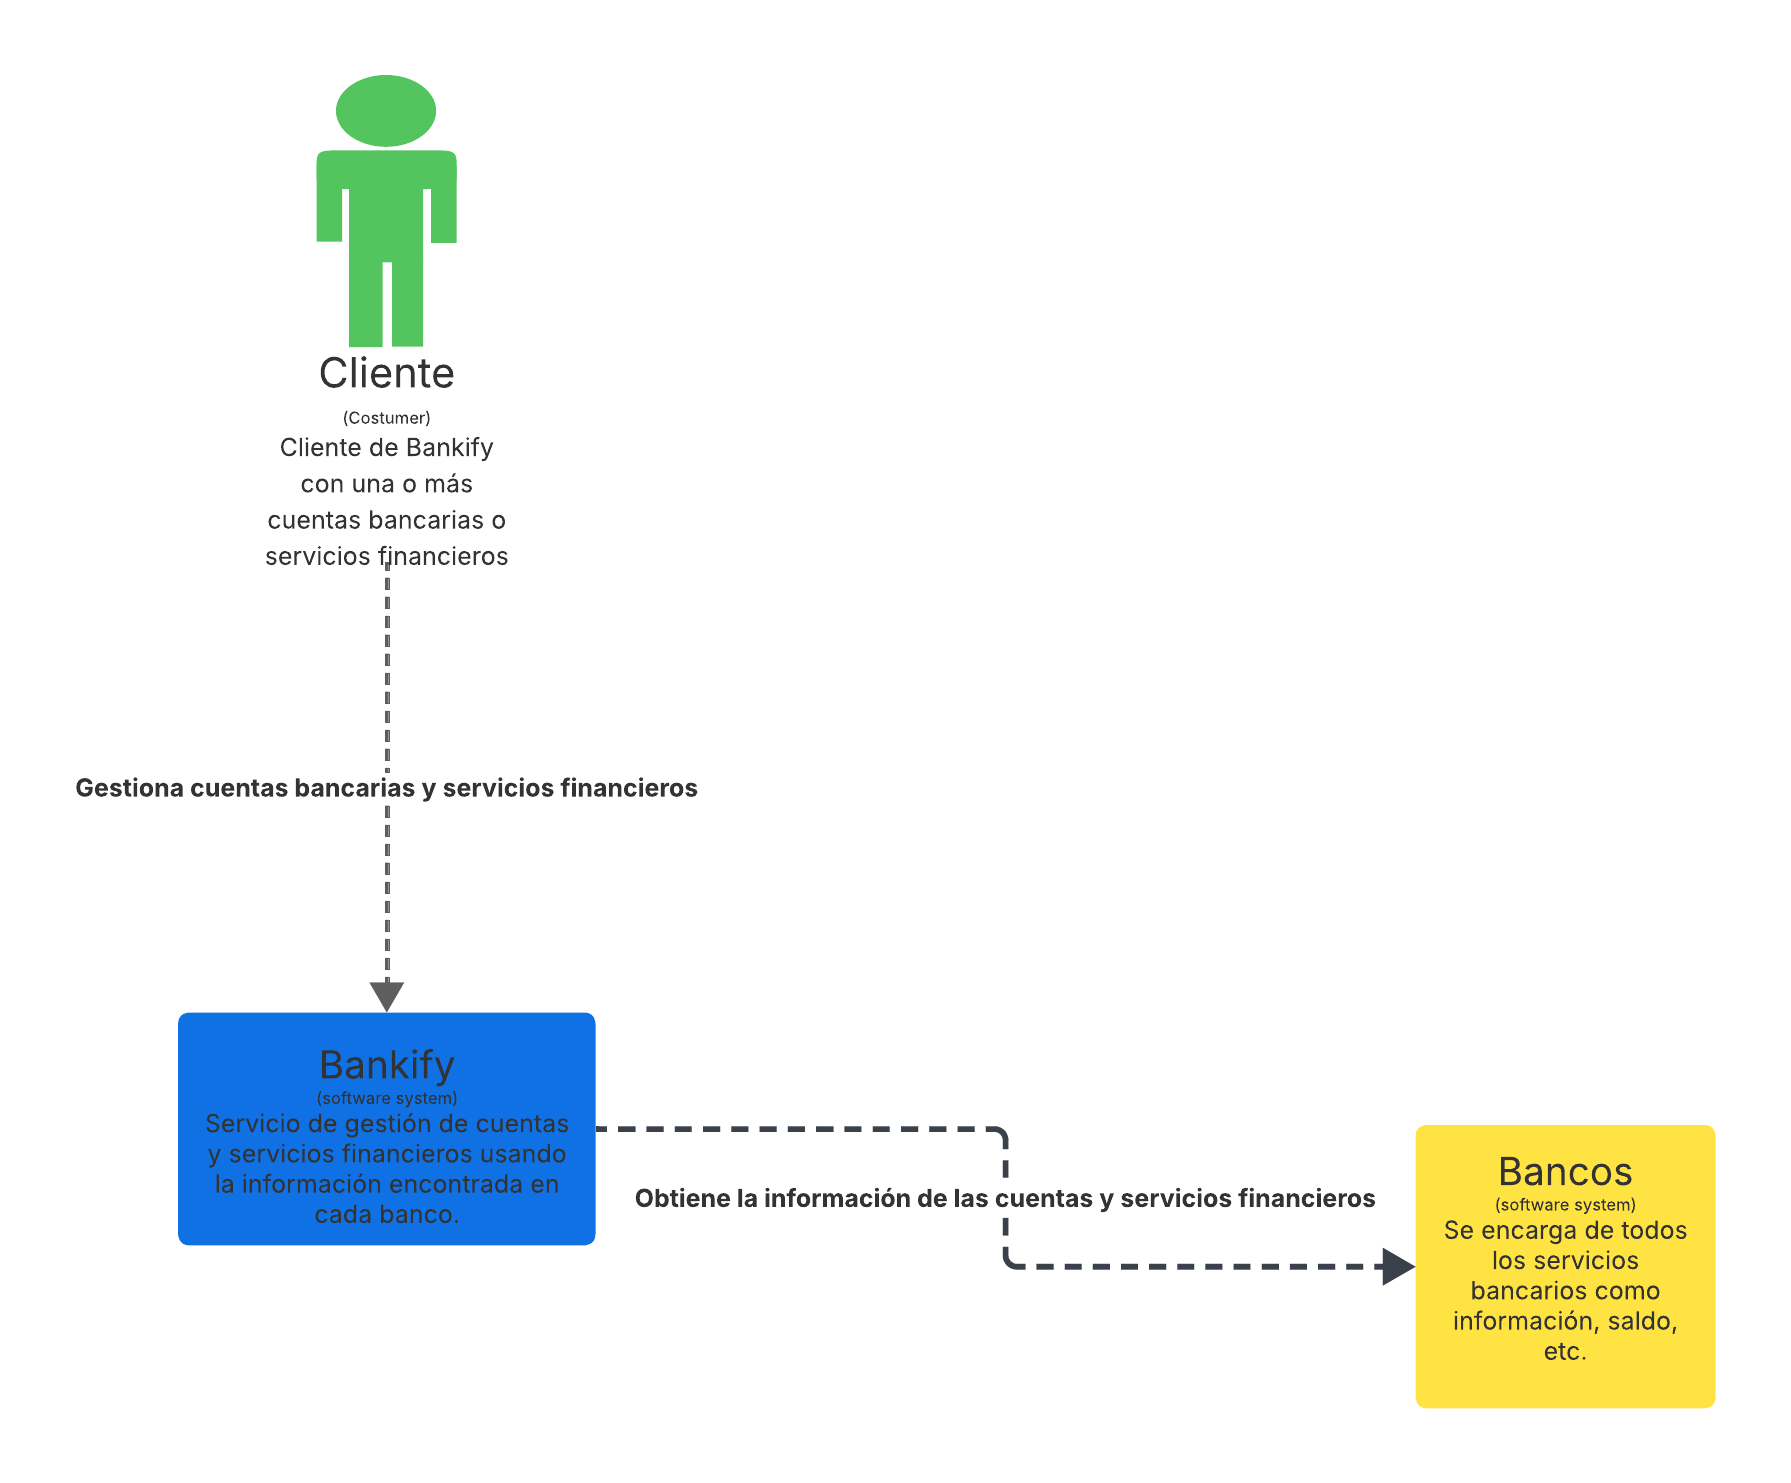 Cliente
(Costumer)
Cliente de Bankify
con una o más
cuentas bancarias o
servicios financieros
Gestiona cuentas bancarias y servicios financieros
Bankify
(software system)
Servicio de gestión de cuentas
y servicios financieros usando
la información encontrada en
cada banco.
Obtiene la información de las cuentas y servicios financieros
Bancos
(software system)
Se encarga de todos
los servicios
bancarios como
información, saldo,
etc.